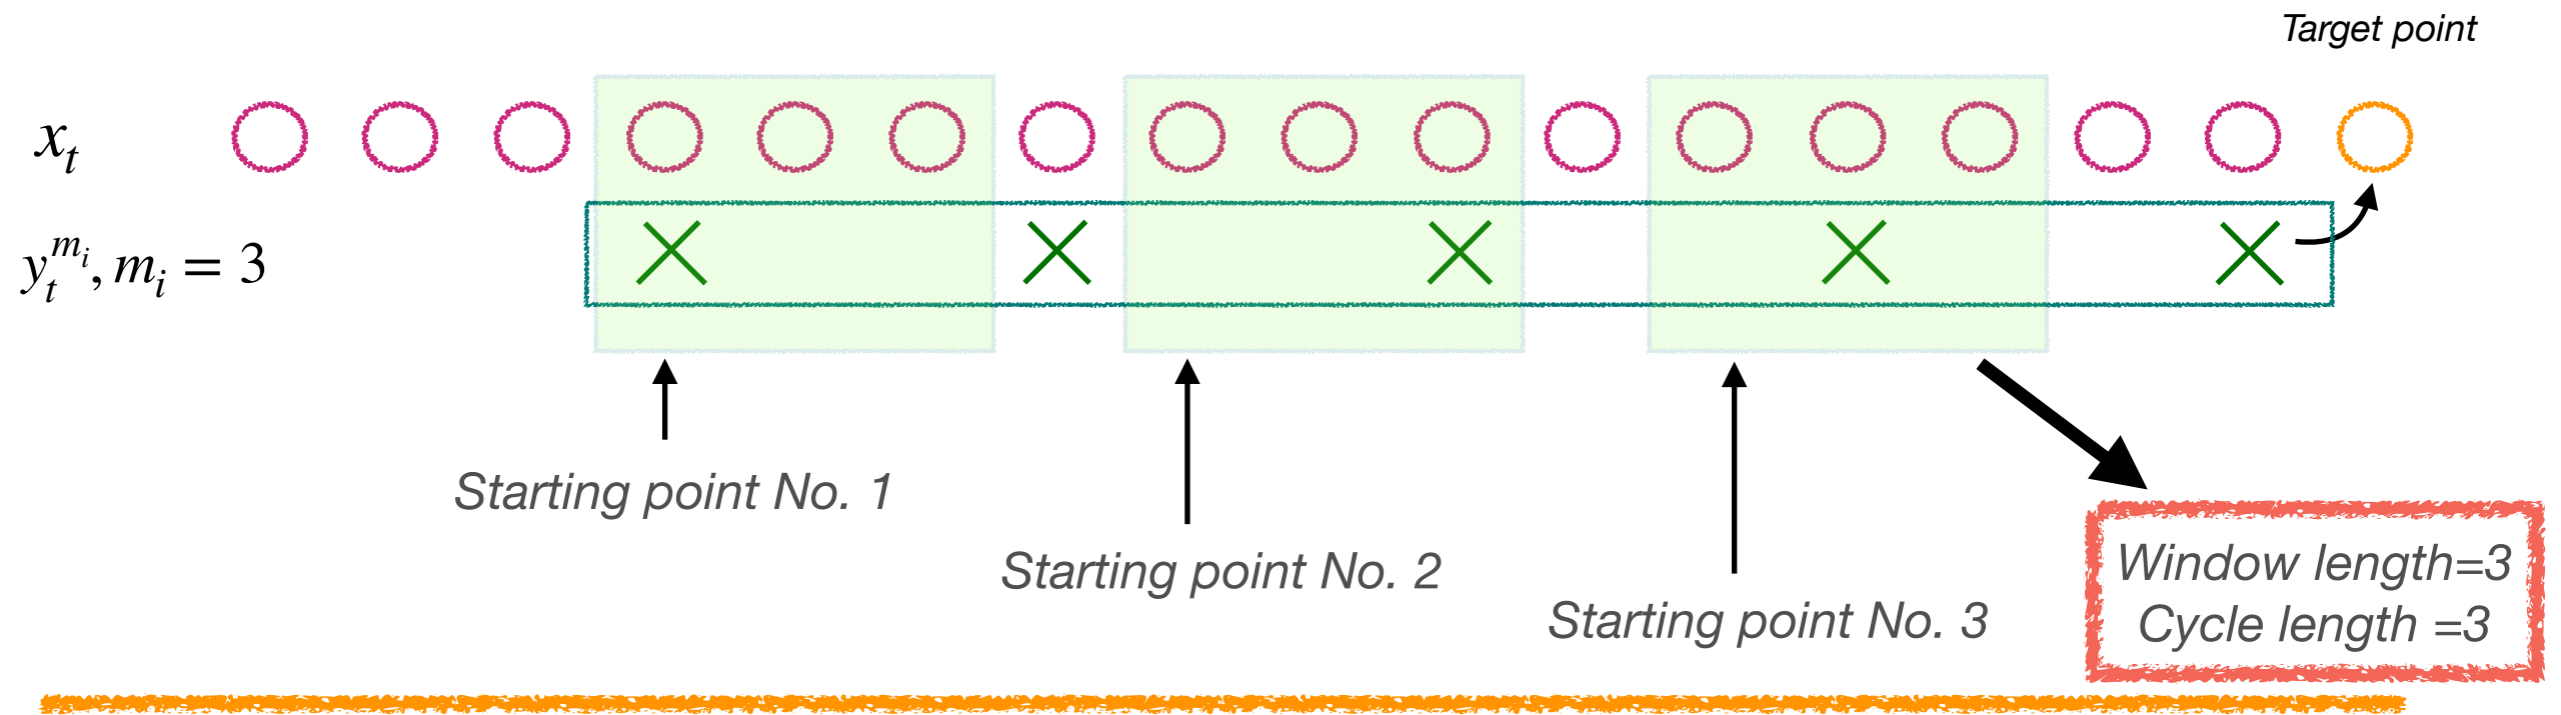 Target point
x_t
y_t^{m_i}, m_i = 3
Starting point No. 1
Starting point No. 2
Starting point No. 3
Window length=3
Cycle length =3